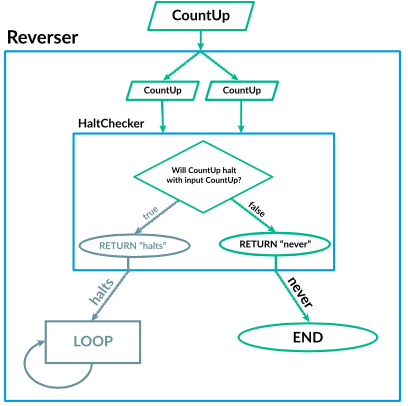 CountUp
Reverser
CountUp
CountUp
HaltChecker
Will CountUp halt
with input CountUp?
true
false
RETURN “halts”
RETURN “never”
halts
never
LOOP
END